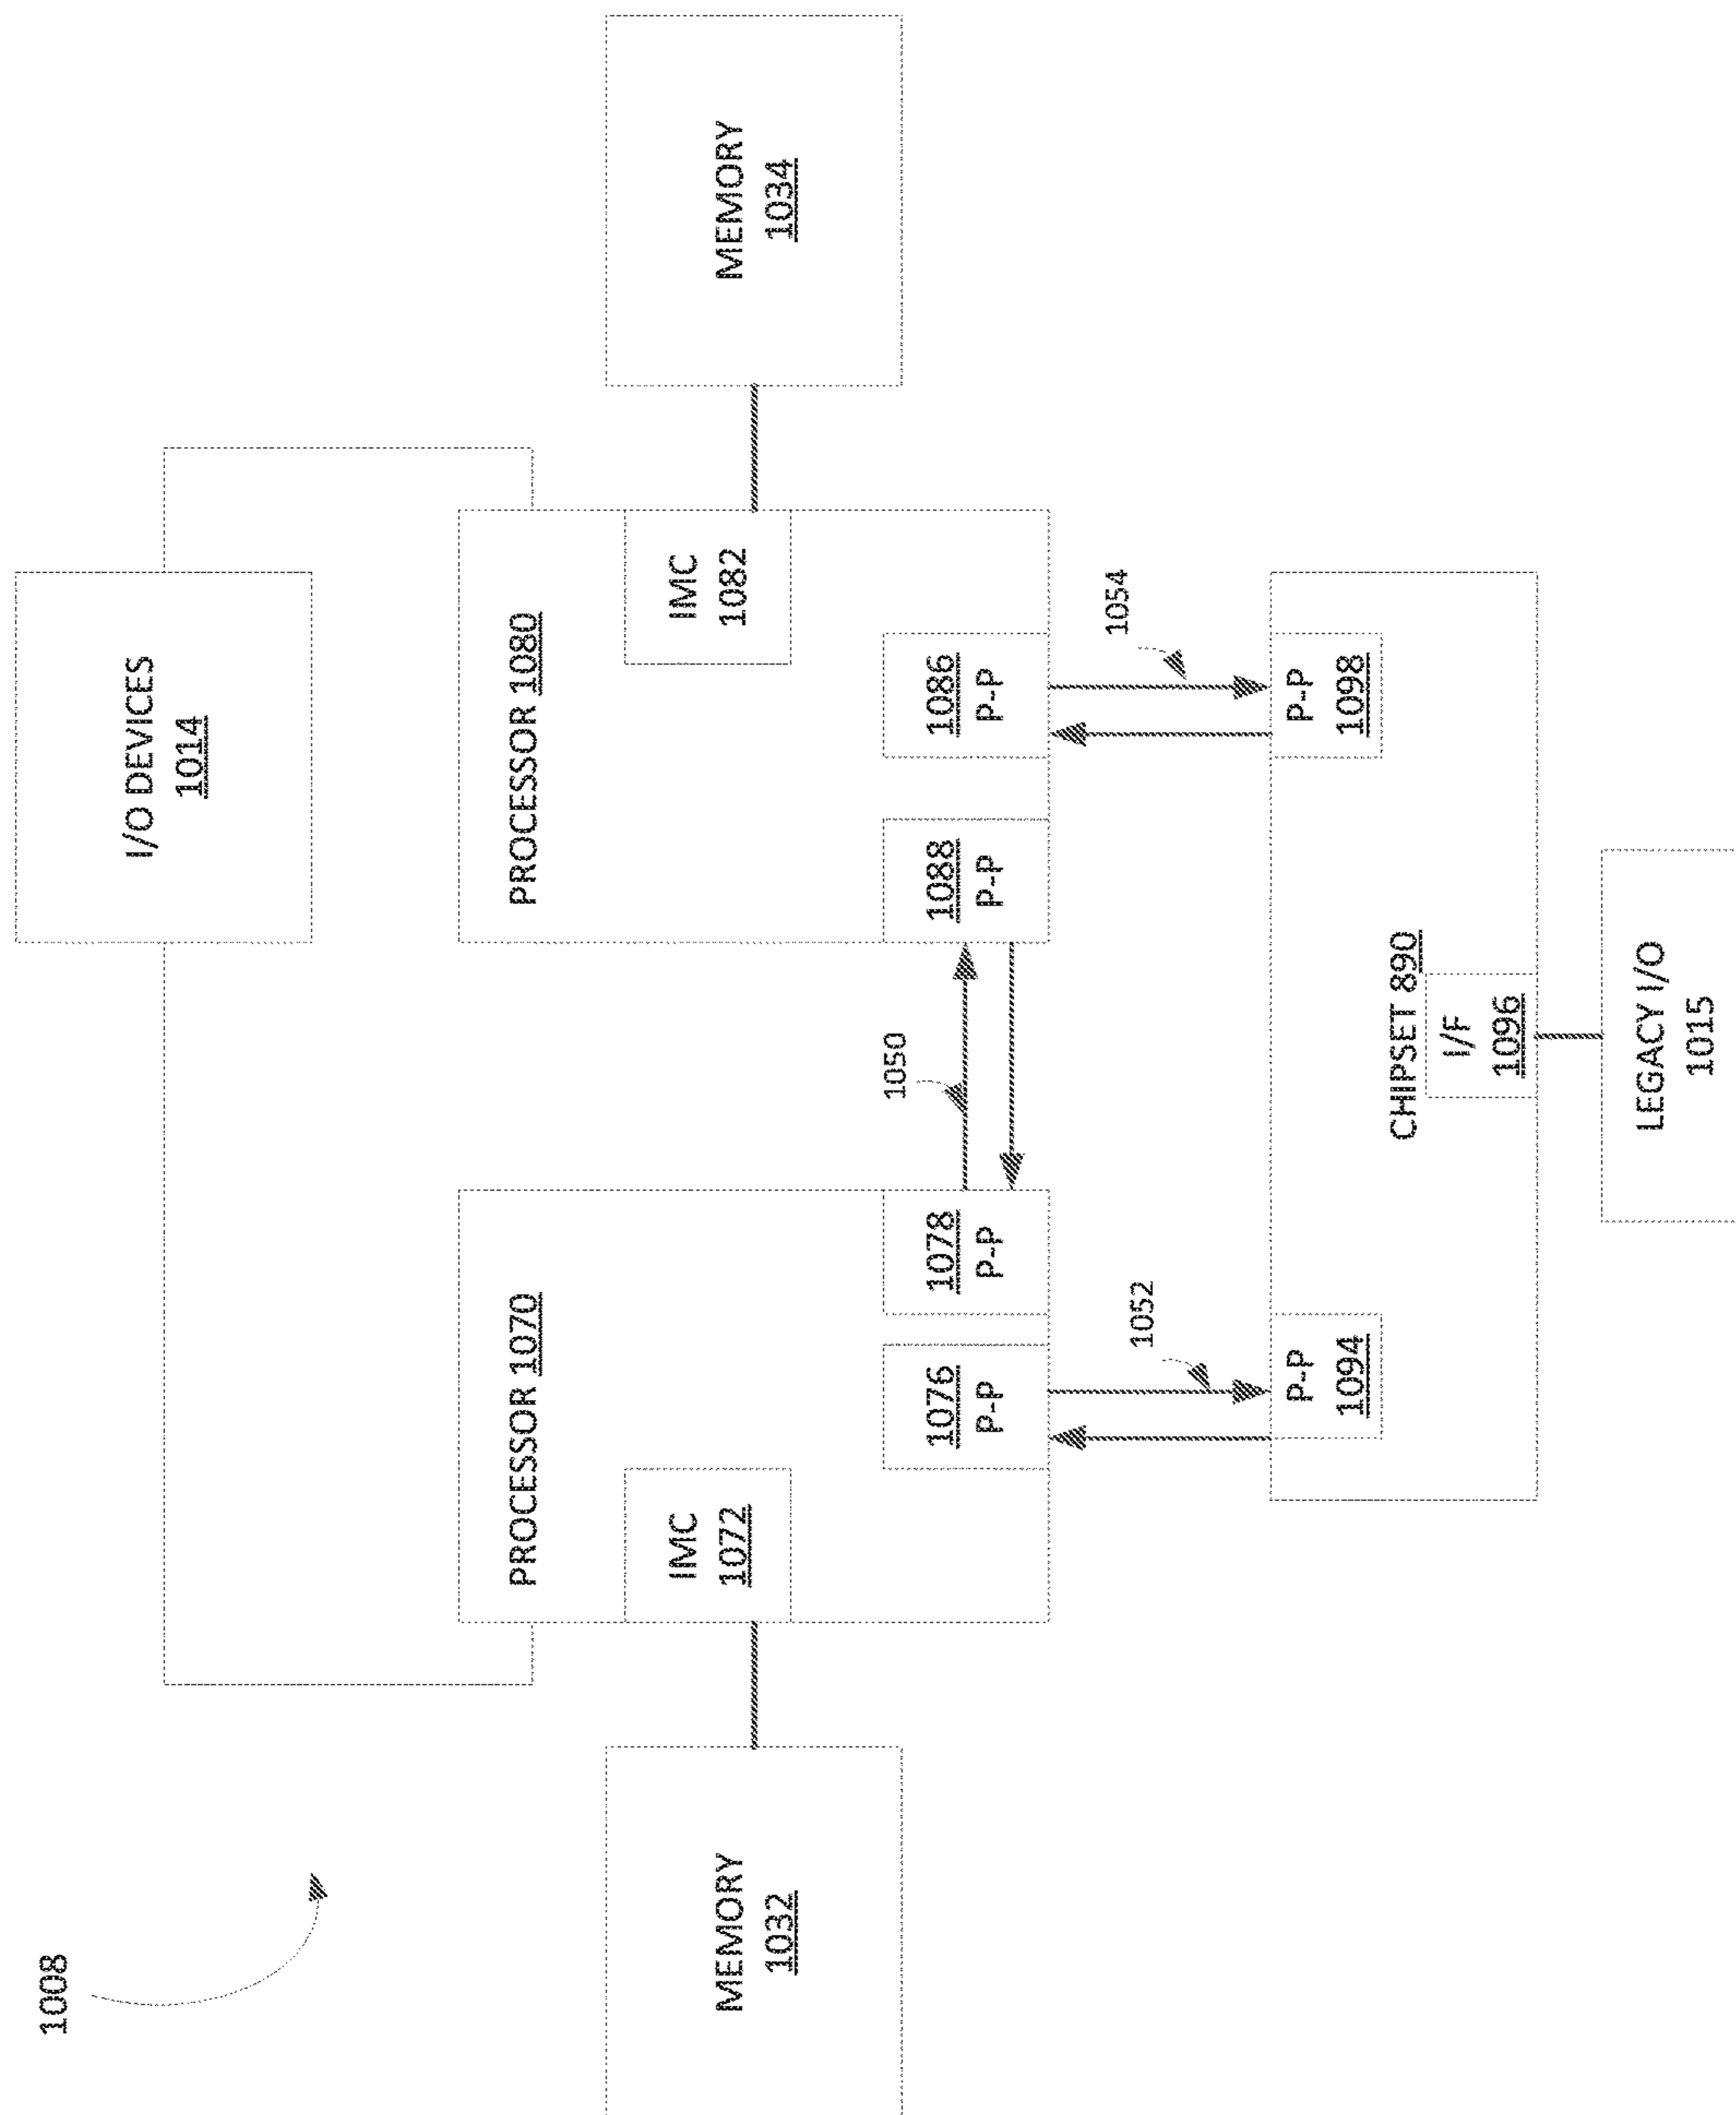 1008
I/O DEVICES
1014
MEMORY
1032
PROCESSOR 1070
IMC
1072
1076
P-P
1078
P-P
1050
PROCESSOR 1080
IMC
1082
1088
P-P
1086
P-P
MEMORY
1034
1052
1054
P-P
1094
CHIPSET 890
I/F
1096
P-P
1098
LEGACY I/O
1015